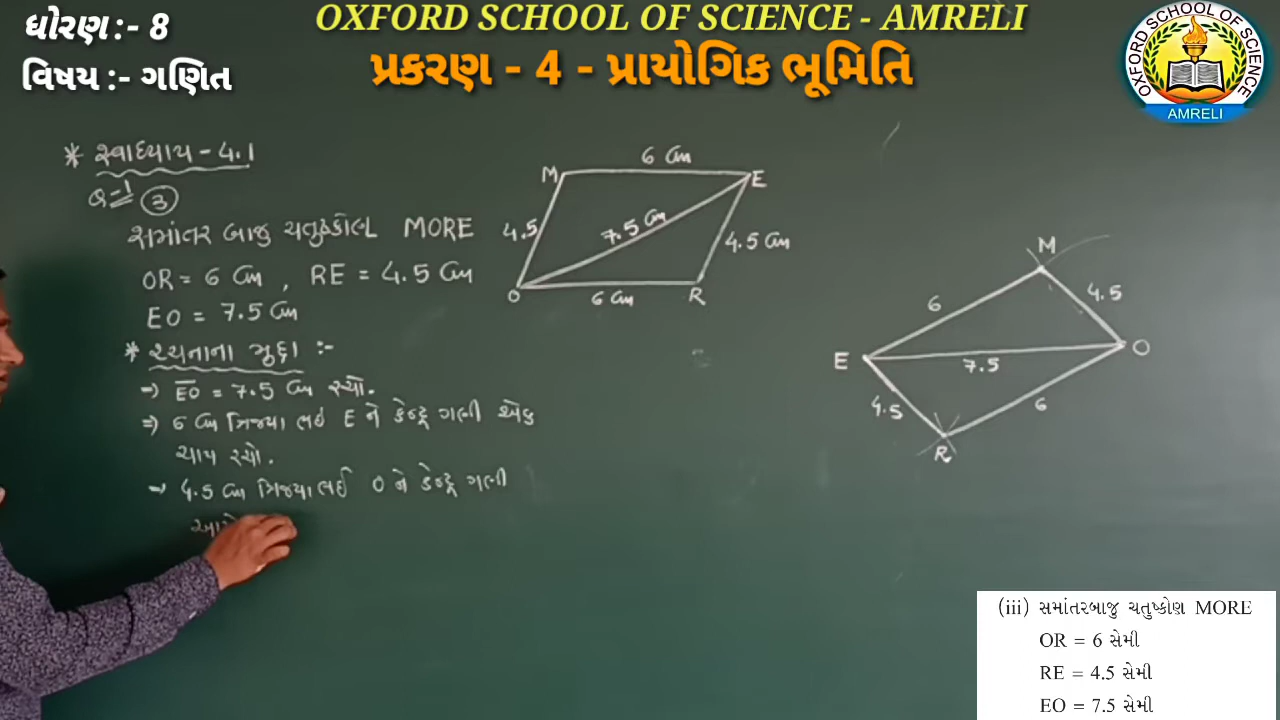 ધોરણ :- 8
વિષય :- ગણિત
OXFORD SCHOOL OF SCIENCE - AMRELI
પ્રકરણ - 4 - પ્રાયોગિક ભૂમિતિ
OXFORD SCHOOL OF SCIENCE
AMRELI
* સ્વાધ્યાય - 4.1
Q-1 (3)
સમાંતર બાજુ ચતુષ્કોણ MORE
OR = 6 Cm , RE = 4.5 Cm
EO = 7.5 Cm
* રચનાના મુદ્દા :-
→ EO = 7.5 Cm રચો.
⇒ 6 Cm ત્રિજ્યા લઇ E ને કેન્દ્ર ગણી એક
ચાપ રચો.
→ 4.5 Cm ત્રિજ્યા લઇ O ને કેન્દ્ર ગણી
M 6 Cm E
4.5 7.5 Cm 4.5 Cm
O 6 Cm R
M
6 4.5
E 7.5 O
4.5 6
R
(iii) સમાંતરબાજુ ચતુષ્કોણ MORE
OR = 6 સેમી
RE = 4.5 સેમી
EO = 7.5 સેમી